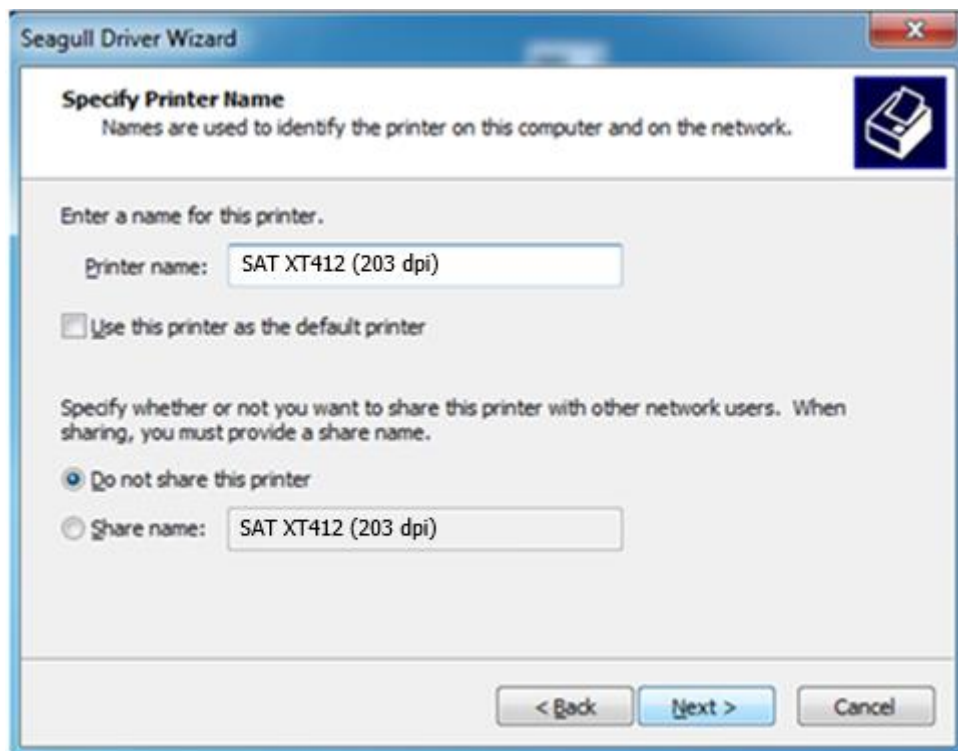 Seagull Driver Wizard
Specify Printer Name
Names are used to identify the printer on this computer and on the network.
Enter a name for this printer.
Printer name: SAT XT412 (203 dpi)
Use this printer as the default printer
Specify whether or not you want to share this printer with other network users.  When
sharing, you must provide a share name.
Do not share this printer
Share name: SAT XT412 (203 dpi)
< Back Next > Cancel